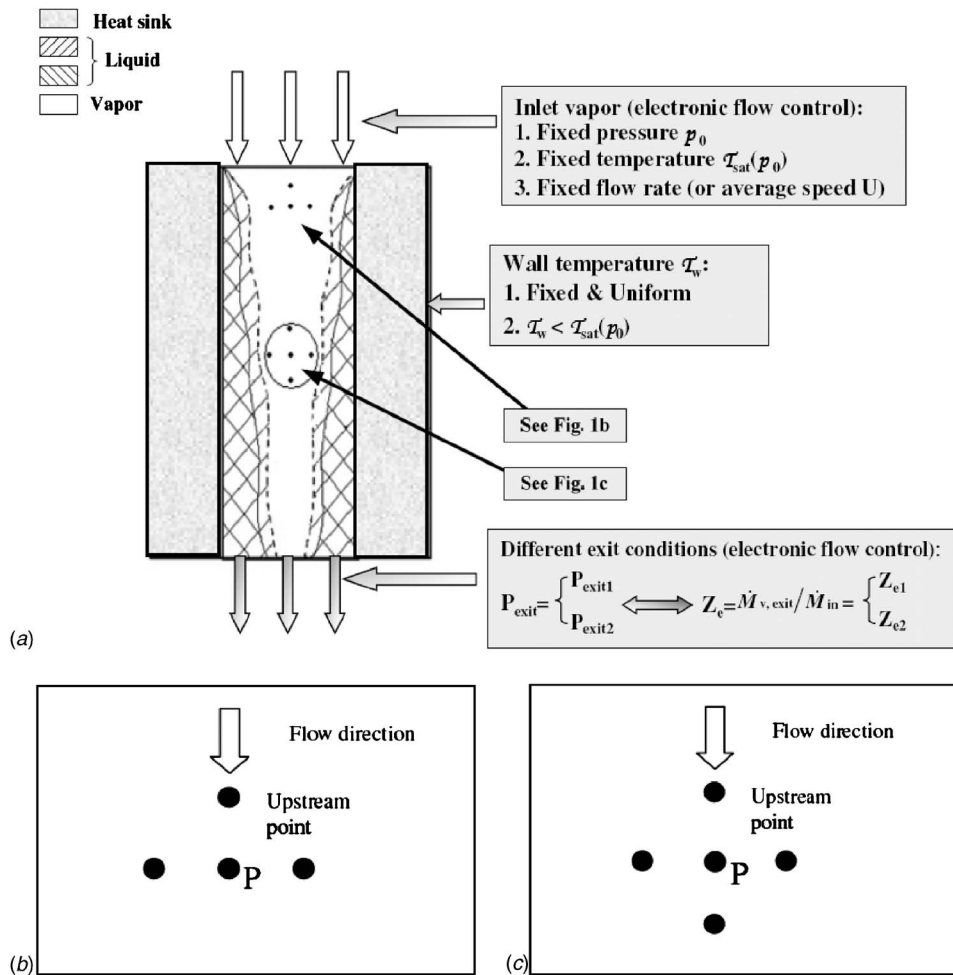 Heat sink
Liquid
Vapor
Inlet vapor (electronic flow control):
1. Fixed pressure p₀
2. Fixed temperature 𝒯sat(p₀)
3. Fixed flow rate (or average speed U)
Wall temperature 𝒯w:
1. Fixed & Uniform
2. 𝒯w < 𝒯sat(p₀)
See Fig. 1b
See Fig. 1c
Different exit conditions (electronic flow control):
Pexit = { Pexit1 Pexit2 ⟺ Ze = Ṁv, exit / Ṁin = { Ze1 Ze2
(a)
Flow direction
Upstream
point
P
(b)
Flow direction
Upstream
point
P
(c)